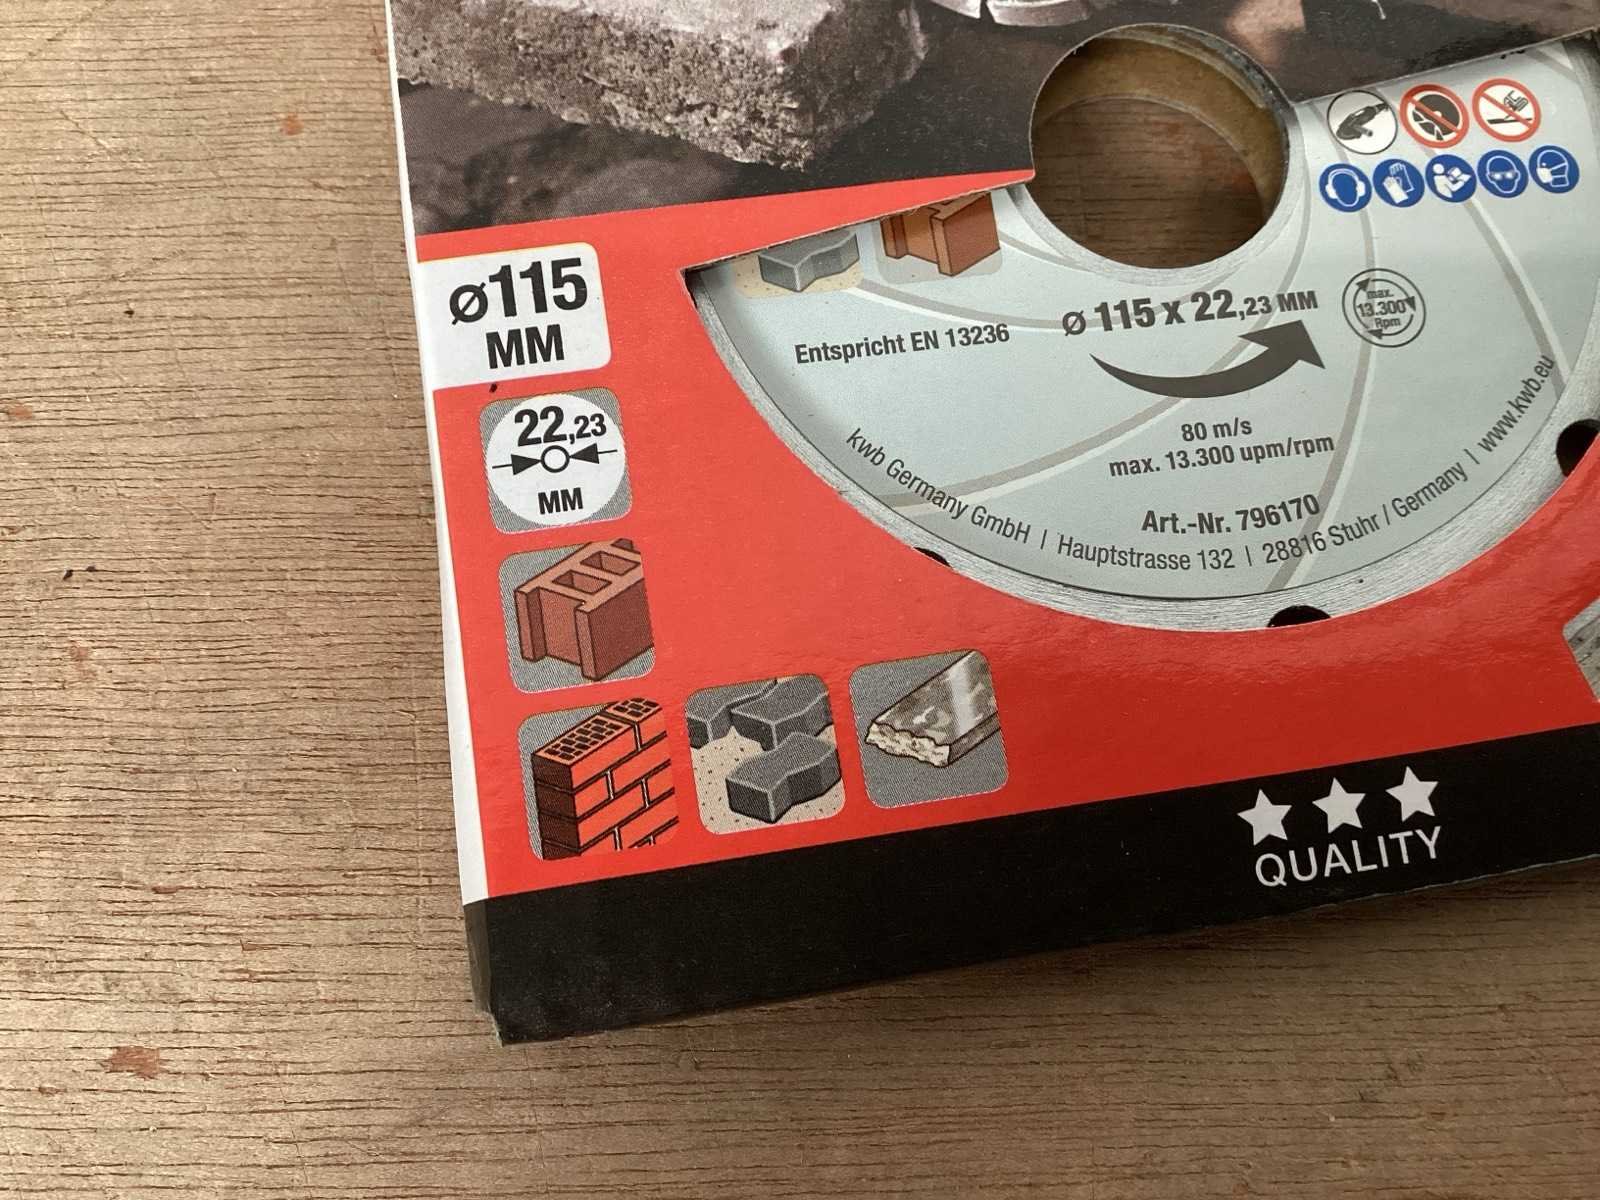 ø115
MM
22,23
MM
Entspricht EN 13236
ø 115 x 22,23 MM
max.
13.300
Rpm
80 m/s
max. 13.300 upm/rpm
Art.-Nr. 796170
kwb Germany GmbH | Hauptstrasse 132 | 28816 Stuhr / Germany | www.kwb.eu
QUALITY